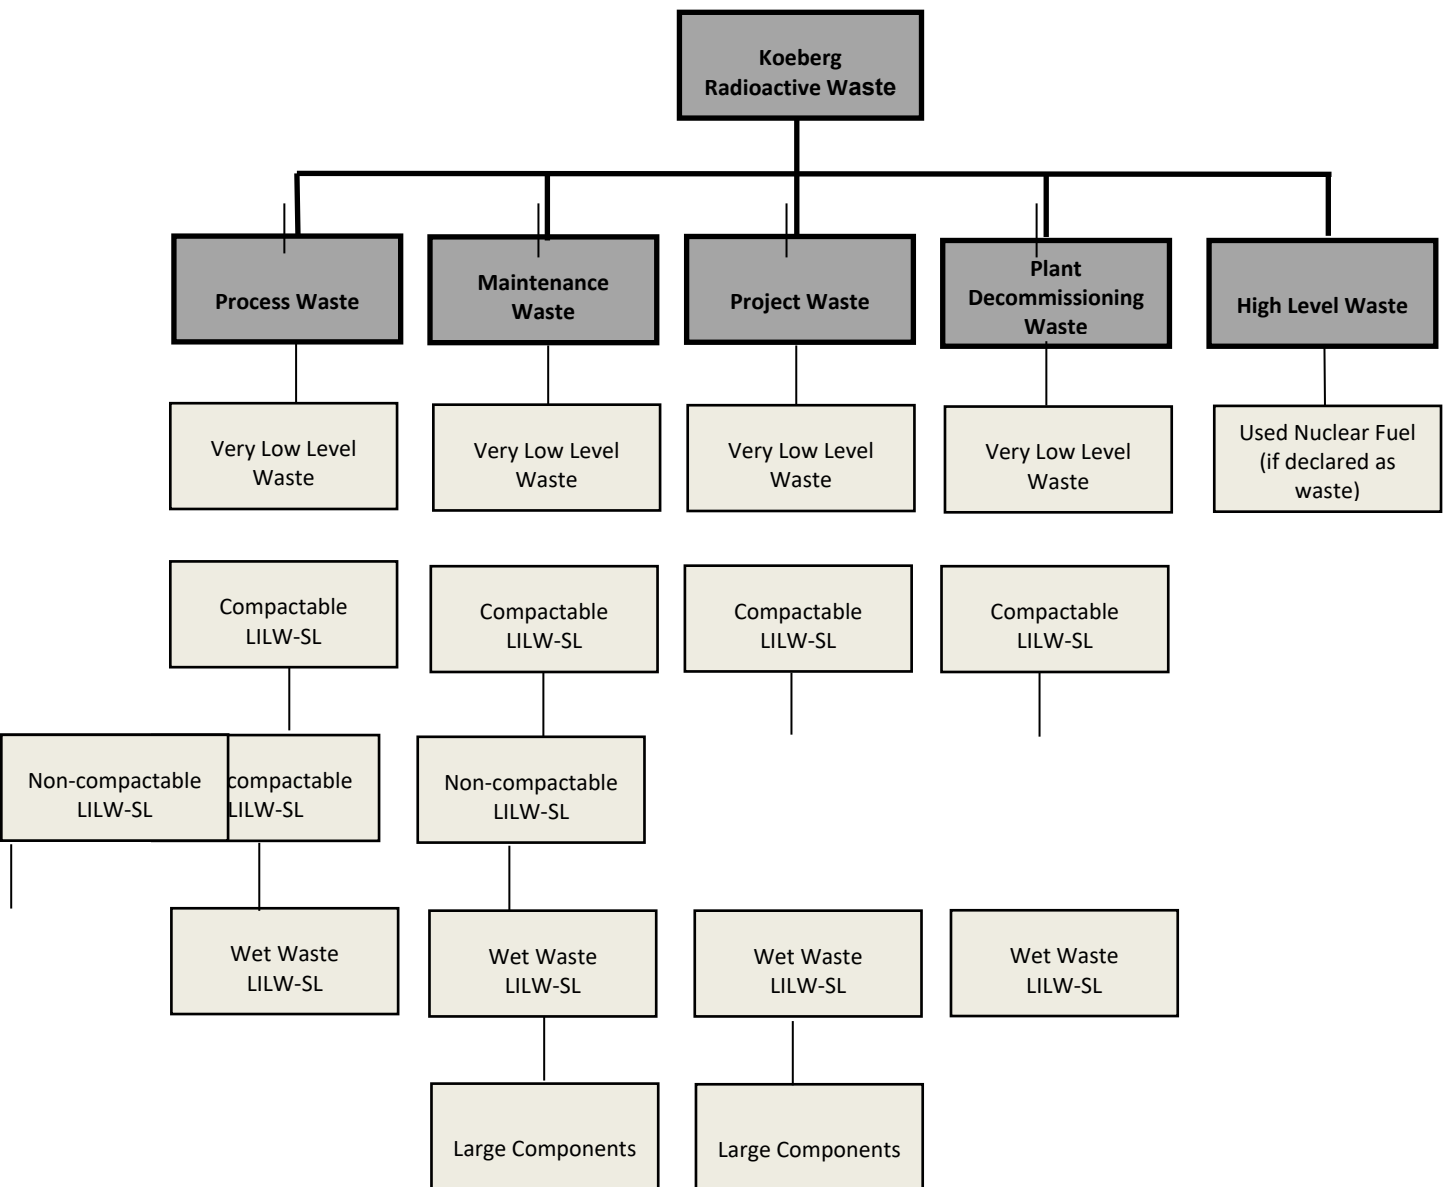 Koeberg
Radioactive Waste
Process Waste
Maintenance
Waste
Project Waste
Plant
Decommissioning
Waste
High Level Waste
Very Low Level
Waste
Very Low Level
Waste
Very Low Level
Waste
Very Low Level
Waste
Used Nuclear Fuel
(if declared as
waste)
Compactable
LILW-SL
Compactable
LILW-SL
Compactable
LILW-SL
Compactable
LILW-SL
Non-compactable
LILW-SL
compactable
LILW-SL
Non-compactable
LILW-SL
Wet Waste
LILW-SL
Wet Waste
LILW-SL
Wet Waste
LILW-SL
Wet Waste
LILW-SL
Large Components
Large Components